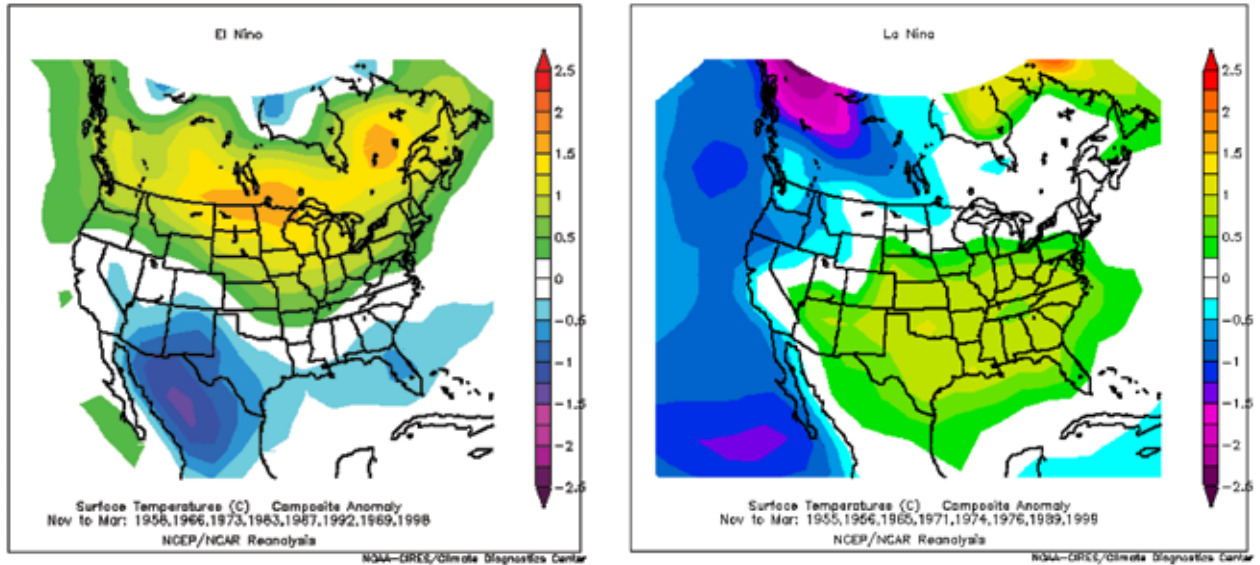 El Nino
2.5
2
1.5
1
0.5
0
-0.5
-1
-1.5
-2
-2.5
Surface Temperatures (C) Composite Anomaly
Nov to Mar: 1958,1966,1973,1983,1987,1992,1969,1998
NCEP/NCAR Reanalysis
NOAA-CIRES/Climate Diagnostics Center
La Nina
2.5
2
1.5
1
0.5
0
-0.5
-1
-1.5
-2
-2.5
Surface Temperatures (C) Composite Anomaly
Nov to Mar: 1955,1956,1965,1971,1974,1976,1989,1999
NCEP/NCAR Reanalysis
NOAA-CIRES/Climate Diagnostics Center